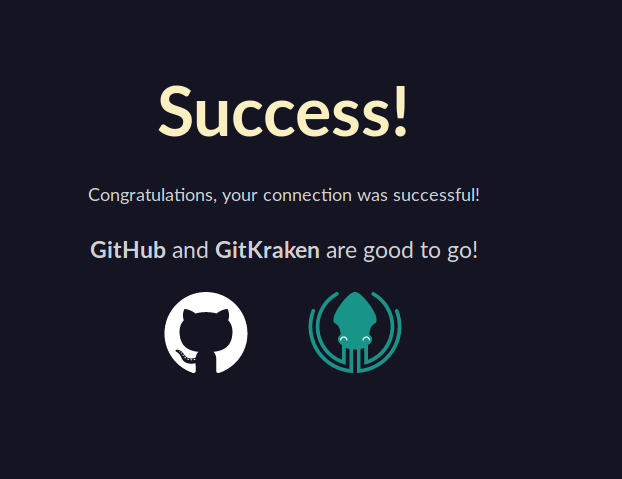 Success!
Congratulations, your connection was successful!
GitHub and GitKraken are good to go!